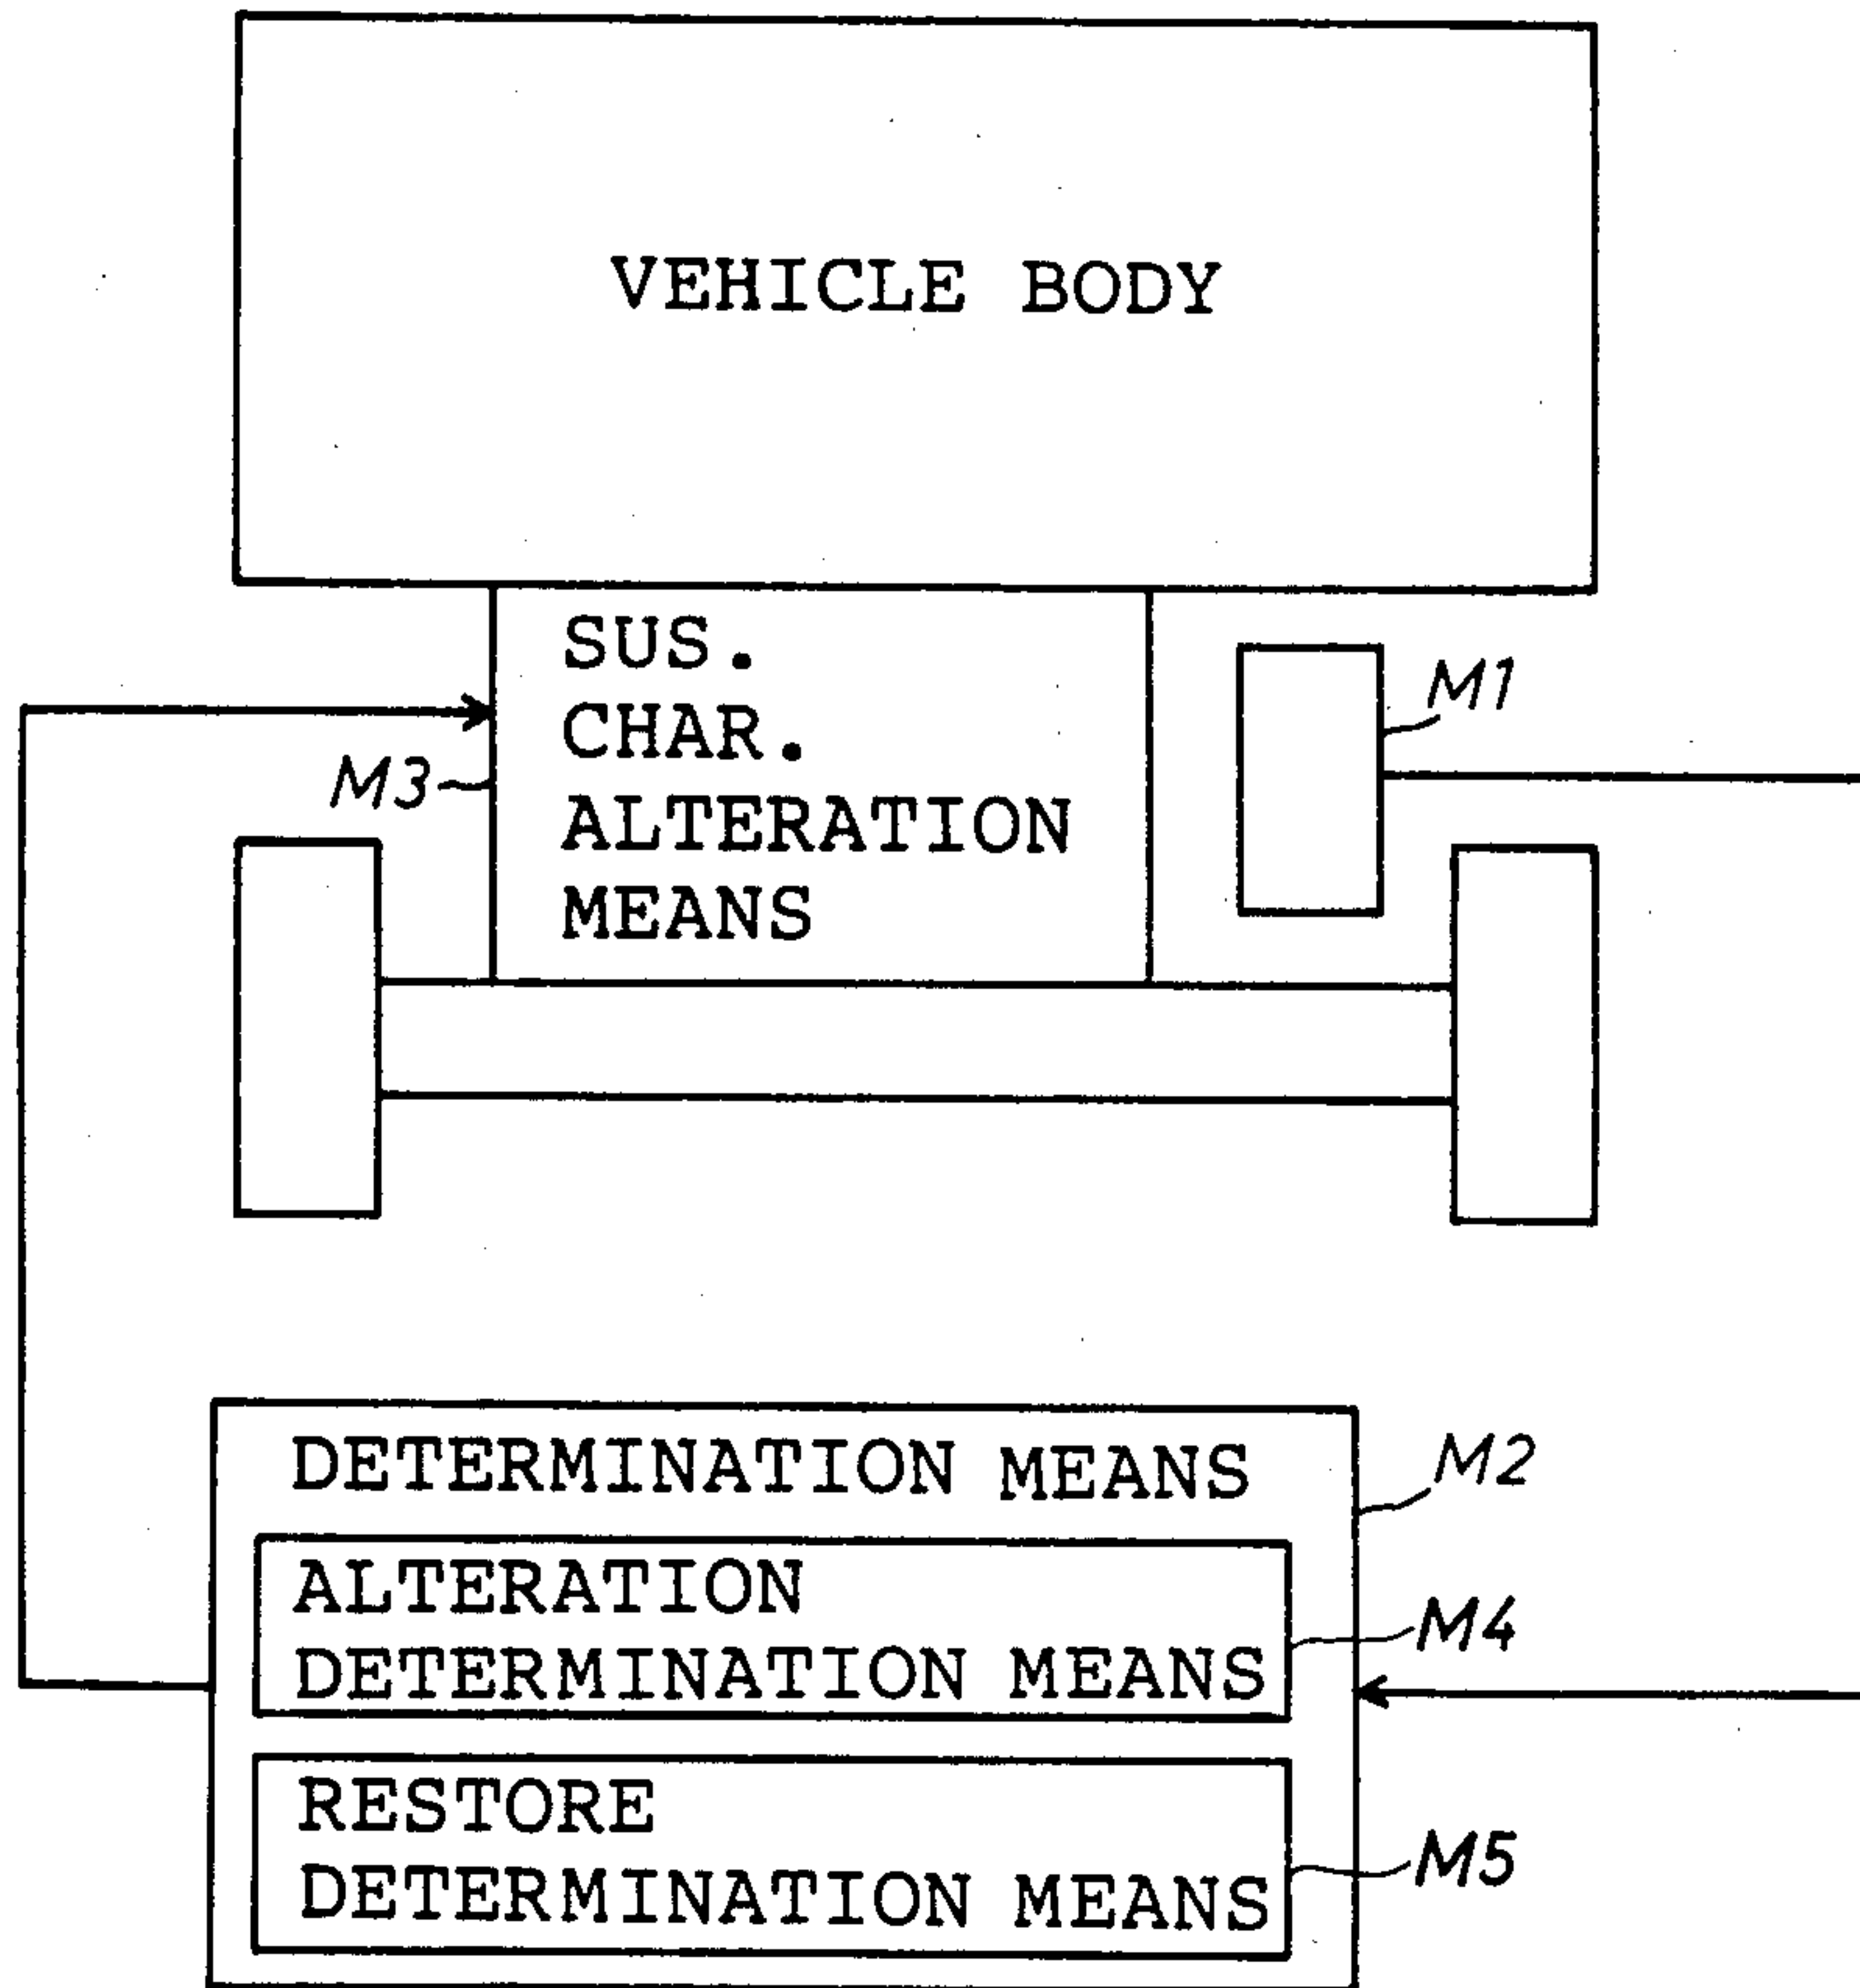 VEHICLE BODY
SUS.
CHAR.
ALTERATION
MEANS
M1
M3
DETERMINATION MEANS
M2
ALTERATION
DETERMINATION MEANS
M4
RESTORE
DETERMINATION MEANS
M5